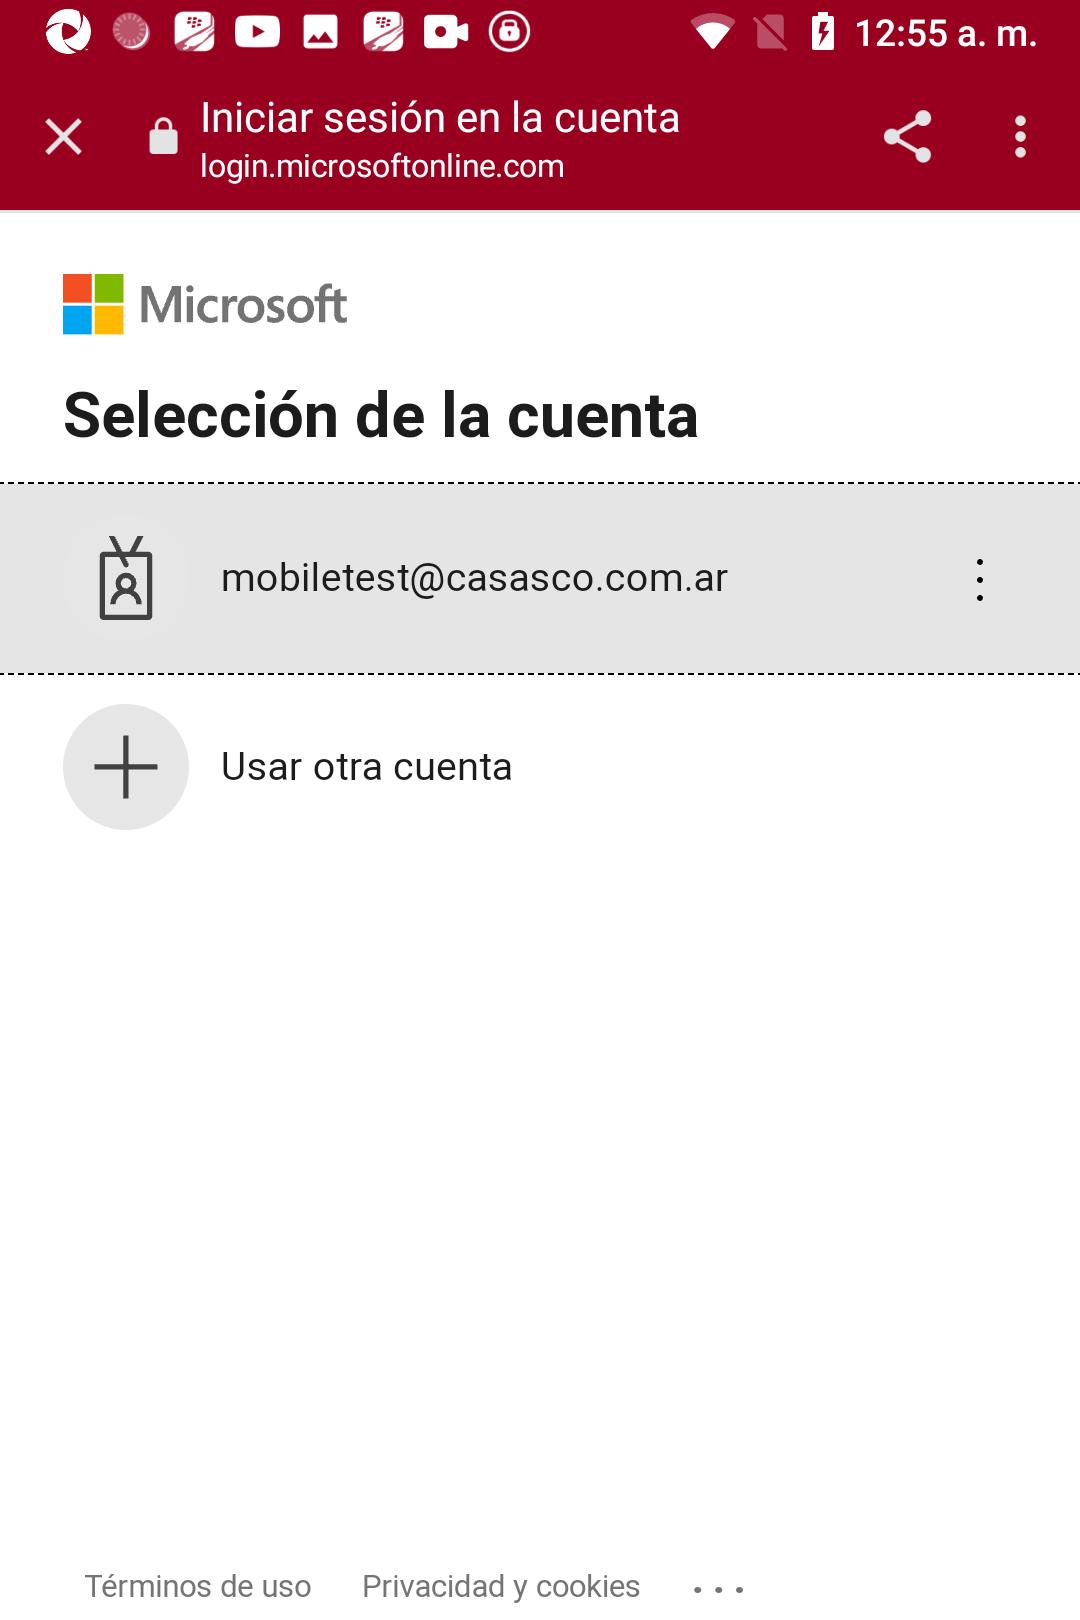 12:55 a. m.
Iniciar sesión en la cuenta
login.microsoftonline.com
Microsoft
Selección de la cuenta
mobiletest@casasco.com.ar
Usar otra cuenta
Términos de uso Privacidad y cookies ...